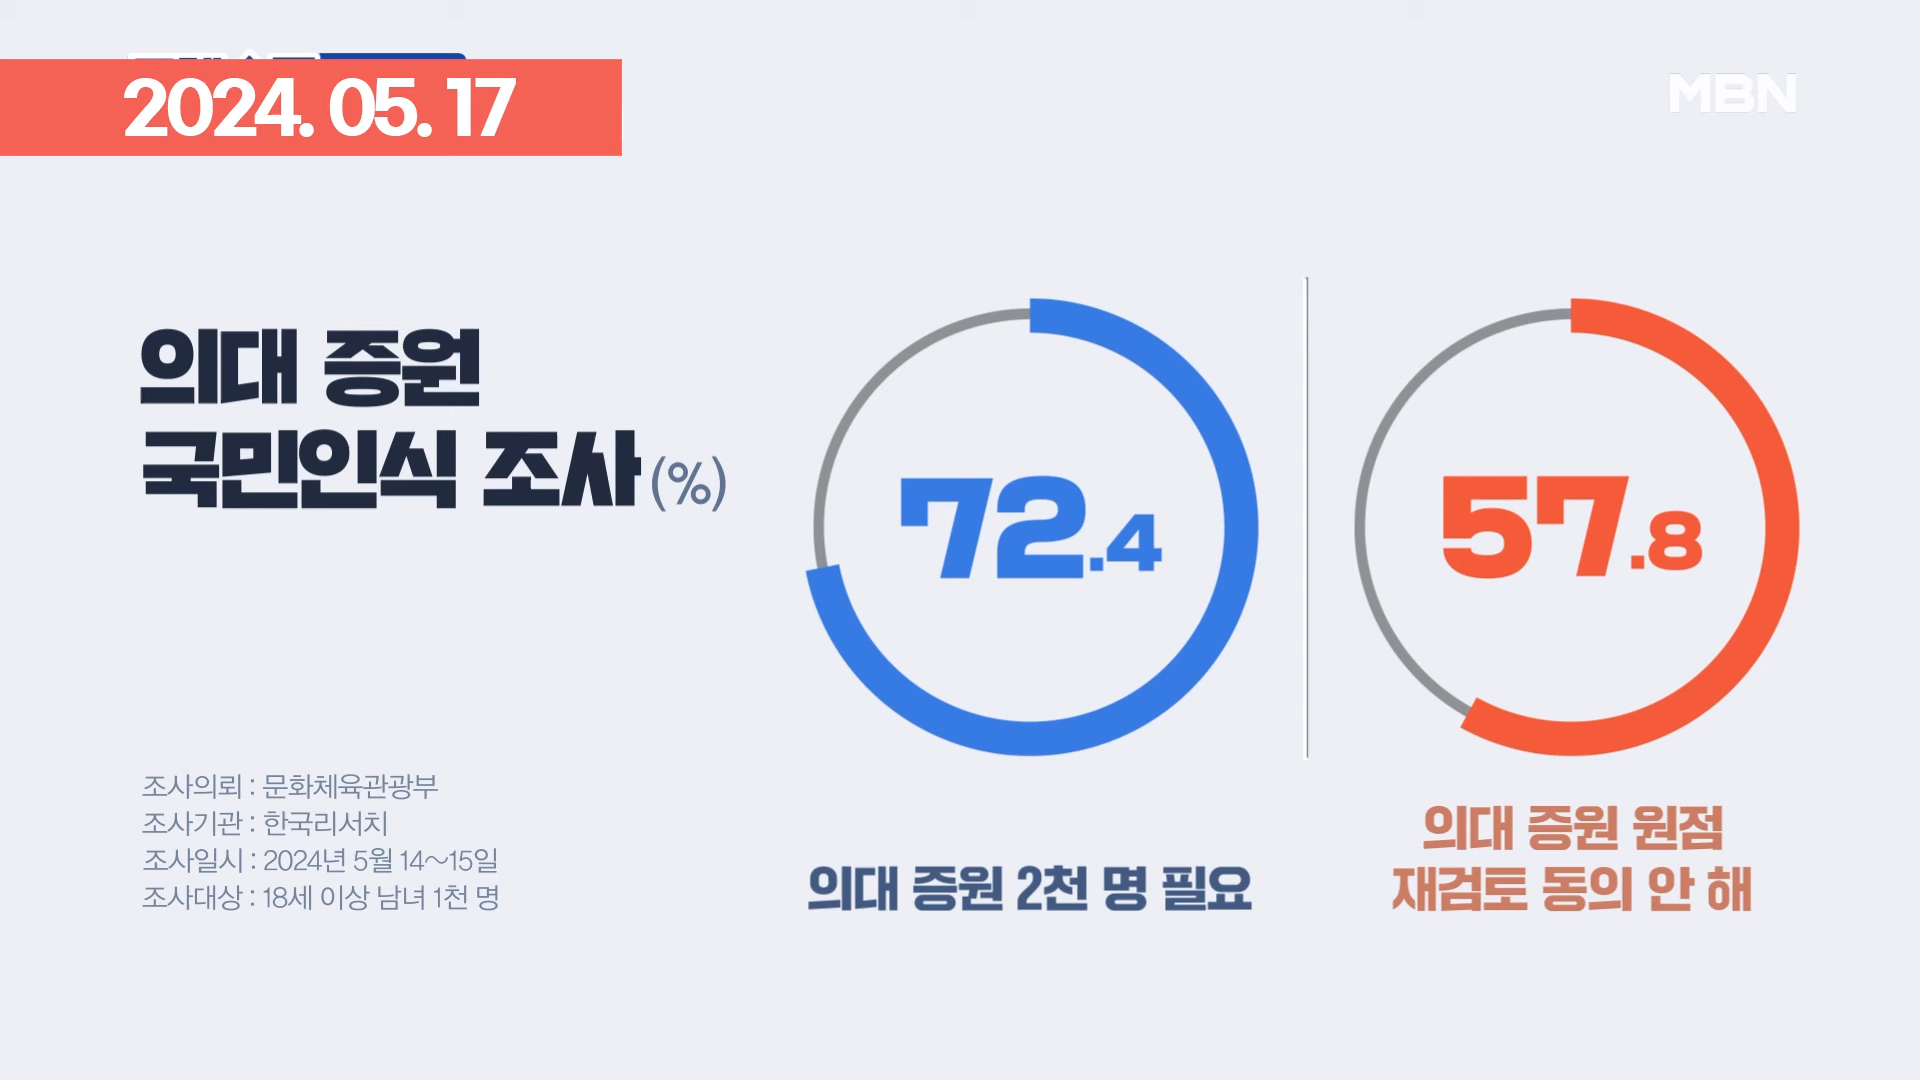 2024. 05. 17
MBN
의대 증원
국민인식 조사(%)
72.4
57.8
의대 증원 2천 명 필요
의대 증원 원점
재검토 동의 안 해
조사의뢰 : 문화체육관광부
조사기관 : 한국리서치
조사일시 : 2024년 5월 14~15일
조사대상 : 18세 이상 남녀 1천 명